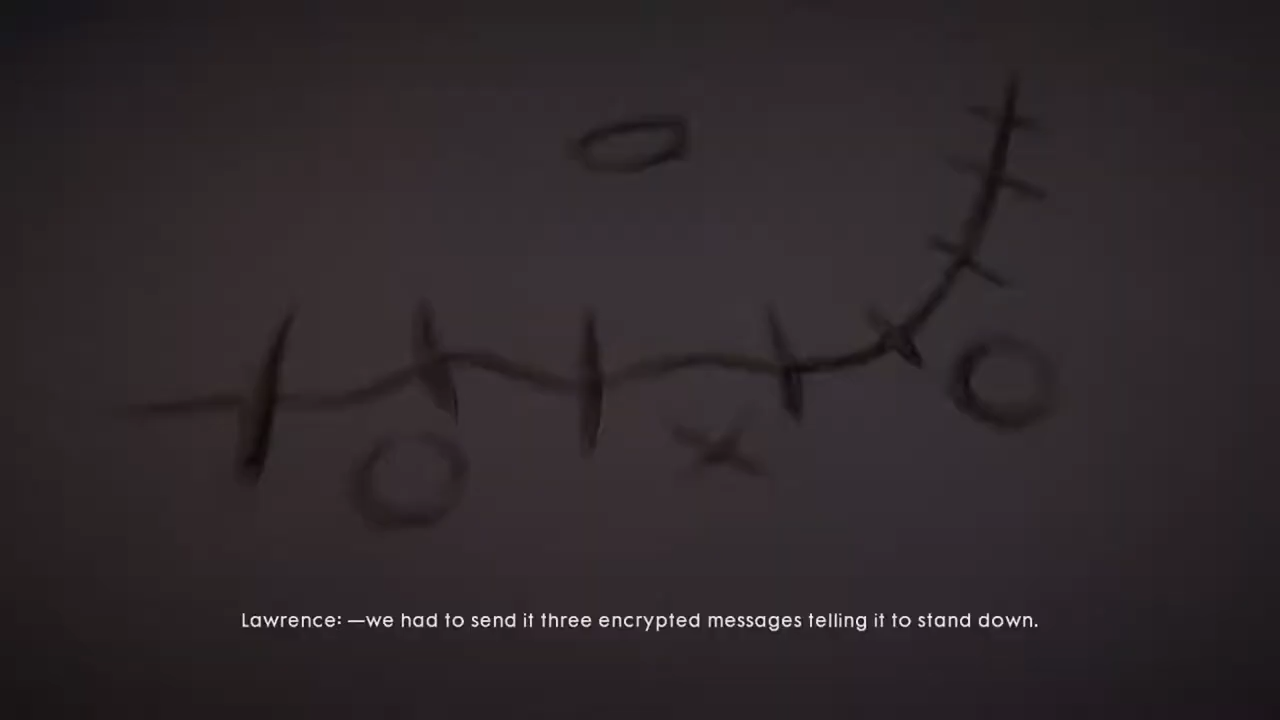 Lawrence: —we had to send it three encrypted messages telling it to stand down.